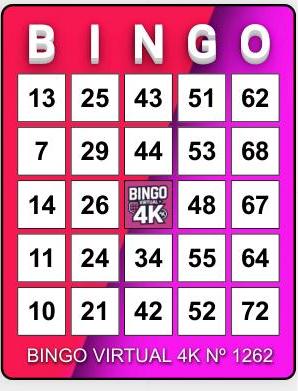 B I N G O
13 25 43 51 62
7 29 44 53 68
14 26 BINGO VIRTUAL 4K 48 67
11 24 34 55 64
10 21 42 52 72
BINGO VIRTUAL 4K Nº 1262